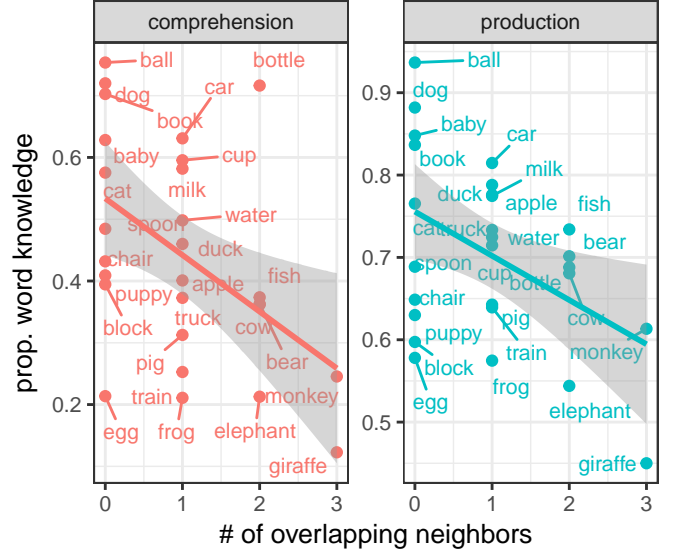 comprehension
production
prop. word knowledge
0.6
0.4
0.2
ball
bottle
dog
car
book
baby
cup
milk
cat
spoon
water
duck
chair
apple
fish
puppy
truck
cow
block
pig
bear
train
monkey
egg
frog
elephant
giraffe
0 1 2 3
0.9
0.8
0.7
0.6
0.5
ball
dog
baby
car
book
milk
duck
apple
fish
cat
truck
water
bear
spoon
cup
bottle
chair
pig
cow
puppy
train
monkey
block
frog
egg
elephant
giraffe
0 1 2 3
# of overlapping neighbors